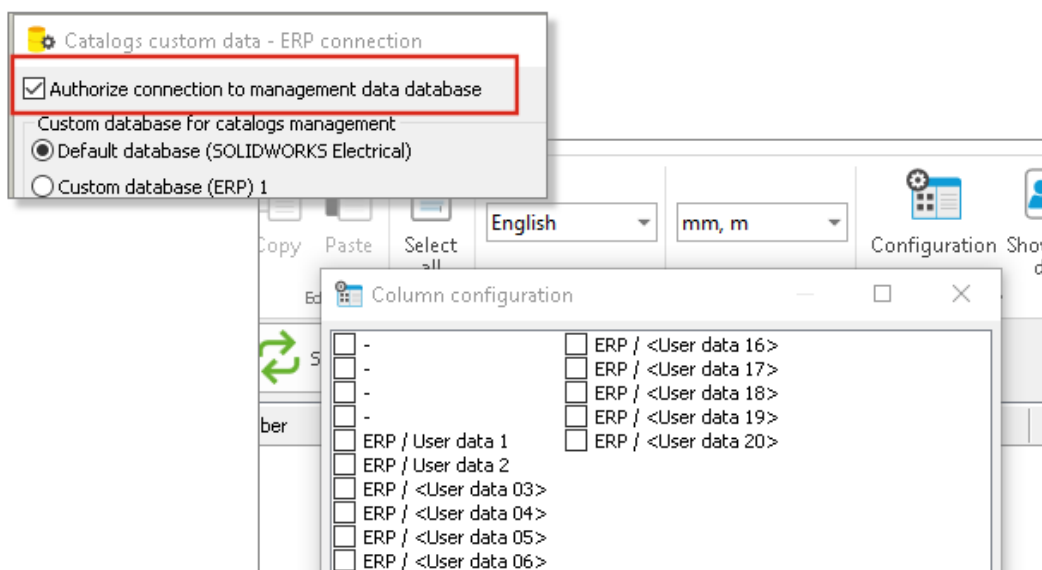 Catalogs custom data - ERP connection
Authorize connection to management data database
Custom database for catalogs management
Default database (SOLIDWORKS Electrical)
Custom database (ERP) 1
English
mm, m
Copy
Paste
Select
all
Configuration
Column configuration
-
-
-
-
ERP / User data 1
ERP / User data 2
ERP / <User data 03>
ERP / <User data 04>
ERP / <User data 05>
ERP / <User data 06>
ERP / <User data 16>
ERP / <User data 17>
ERP / <User data 18>
ERP / <User data 19>
ERP / <User data 20>